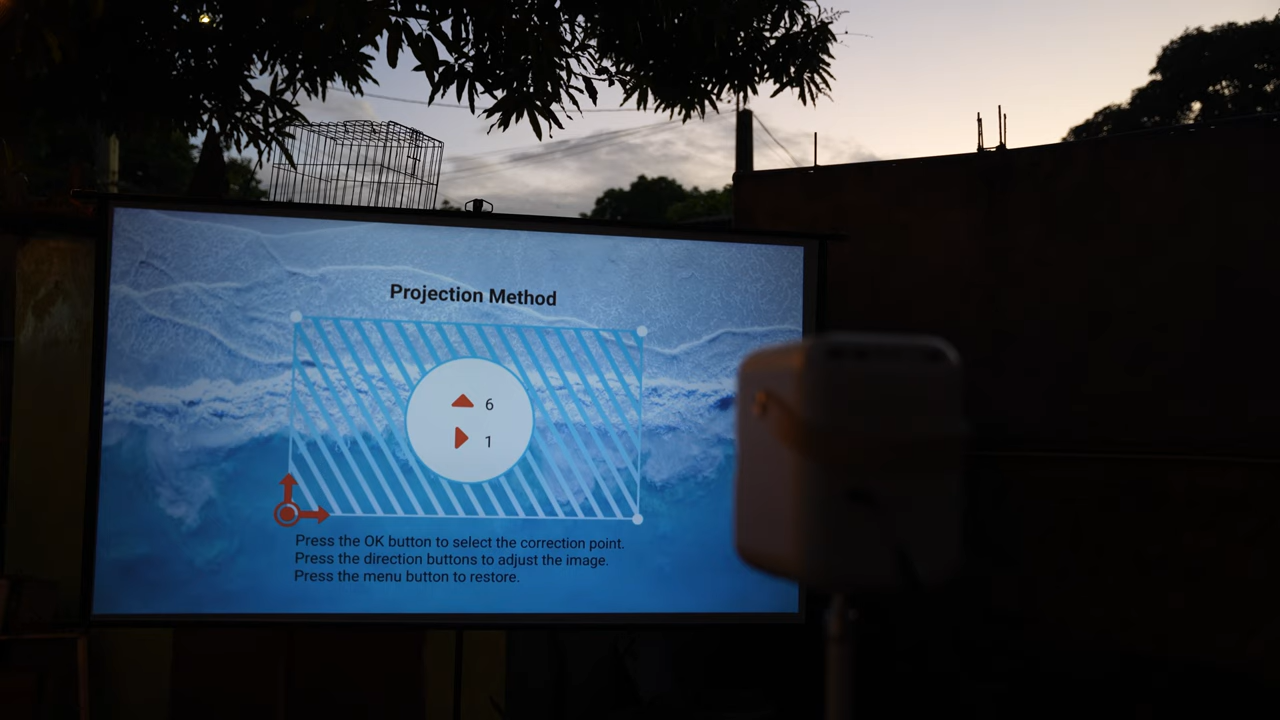 Projection Method
6
1
Press the OK button to select the correction point.
Press the direction buttons to adjust the image.
Press the menu button to restore.